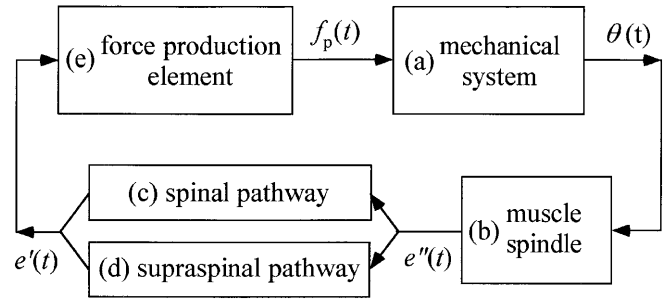 (e) force production
element
f_p(t)
(a) mechanical
system
θ(t)
(c) spinal pathway
(b) muscle
spindle
e'(t)
(d) supraspinal pathway
e''(t)